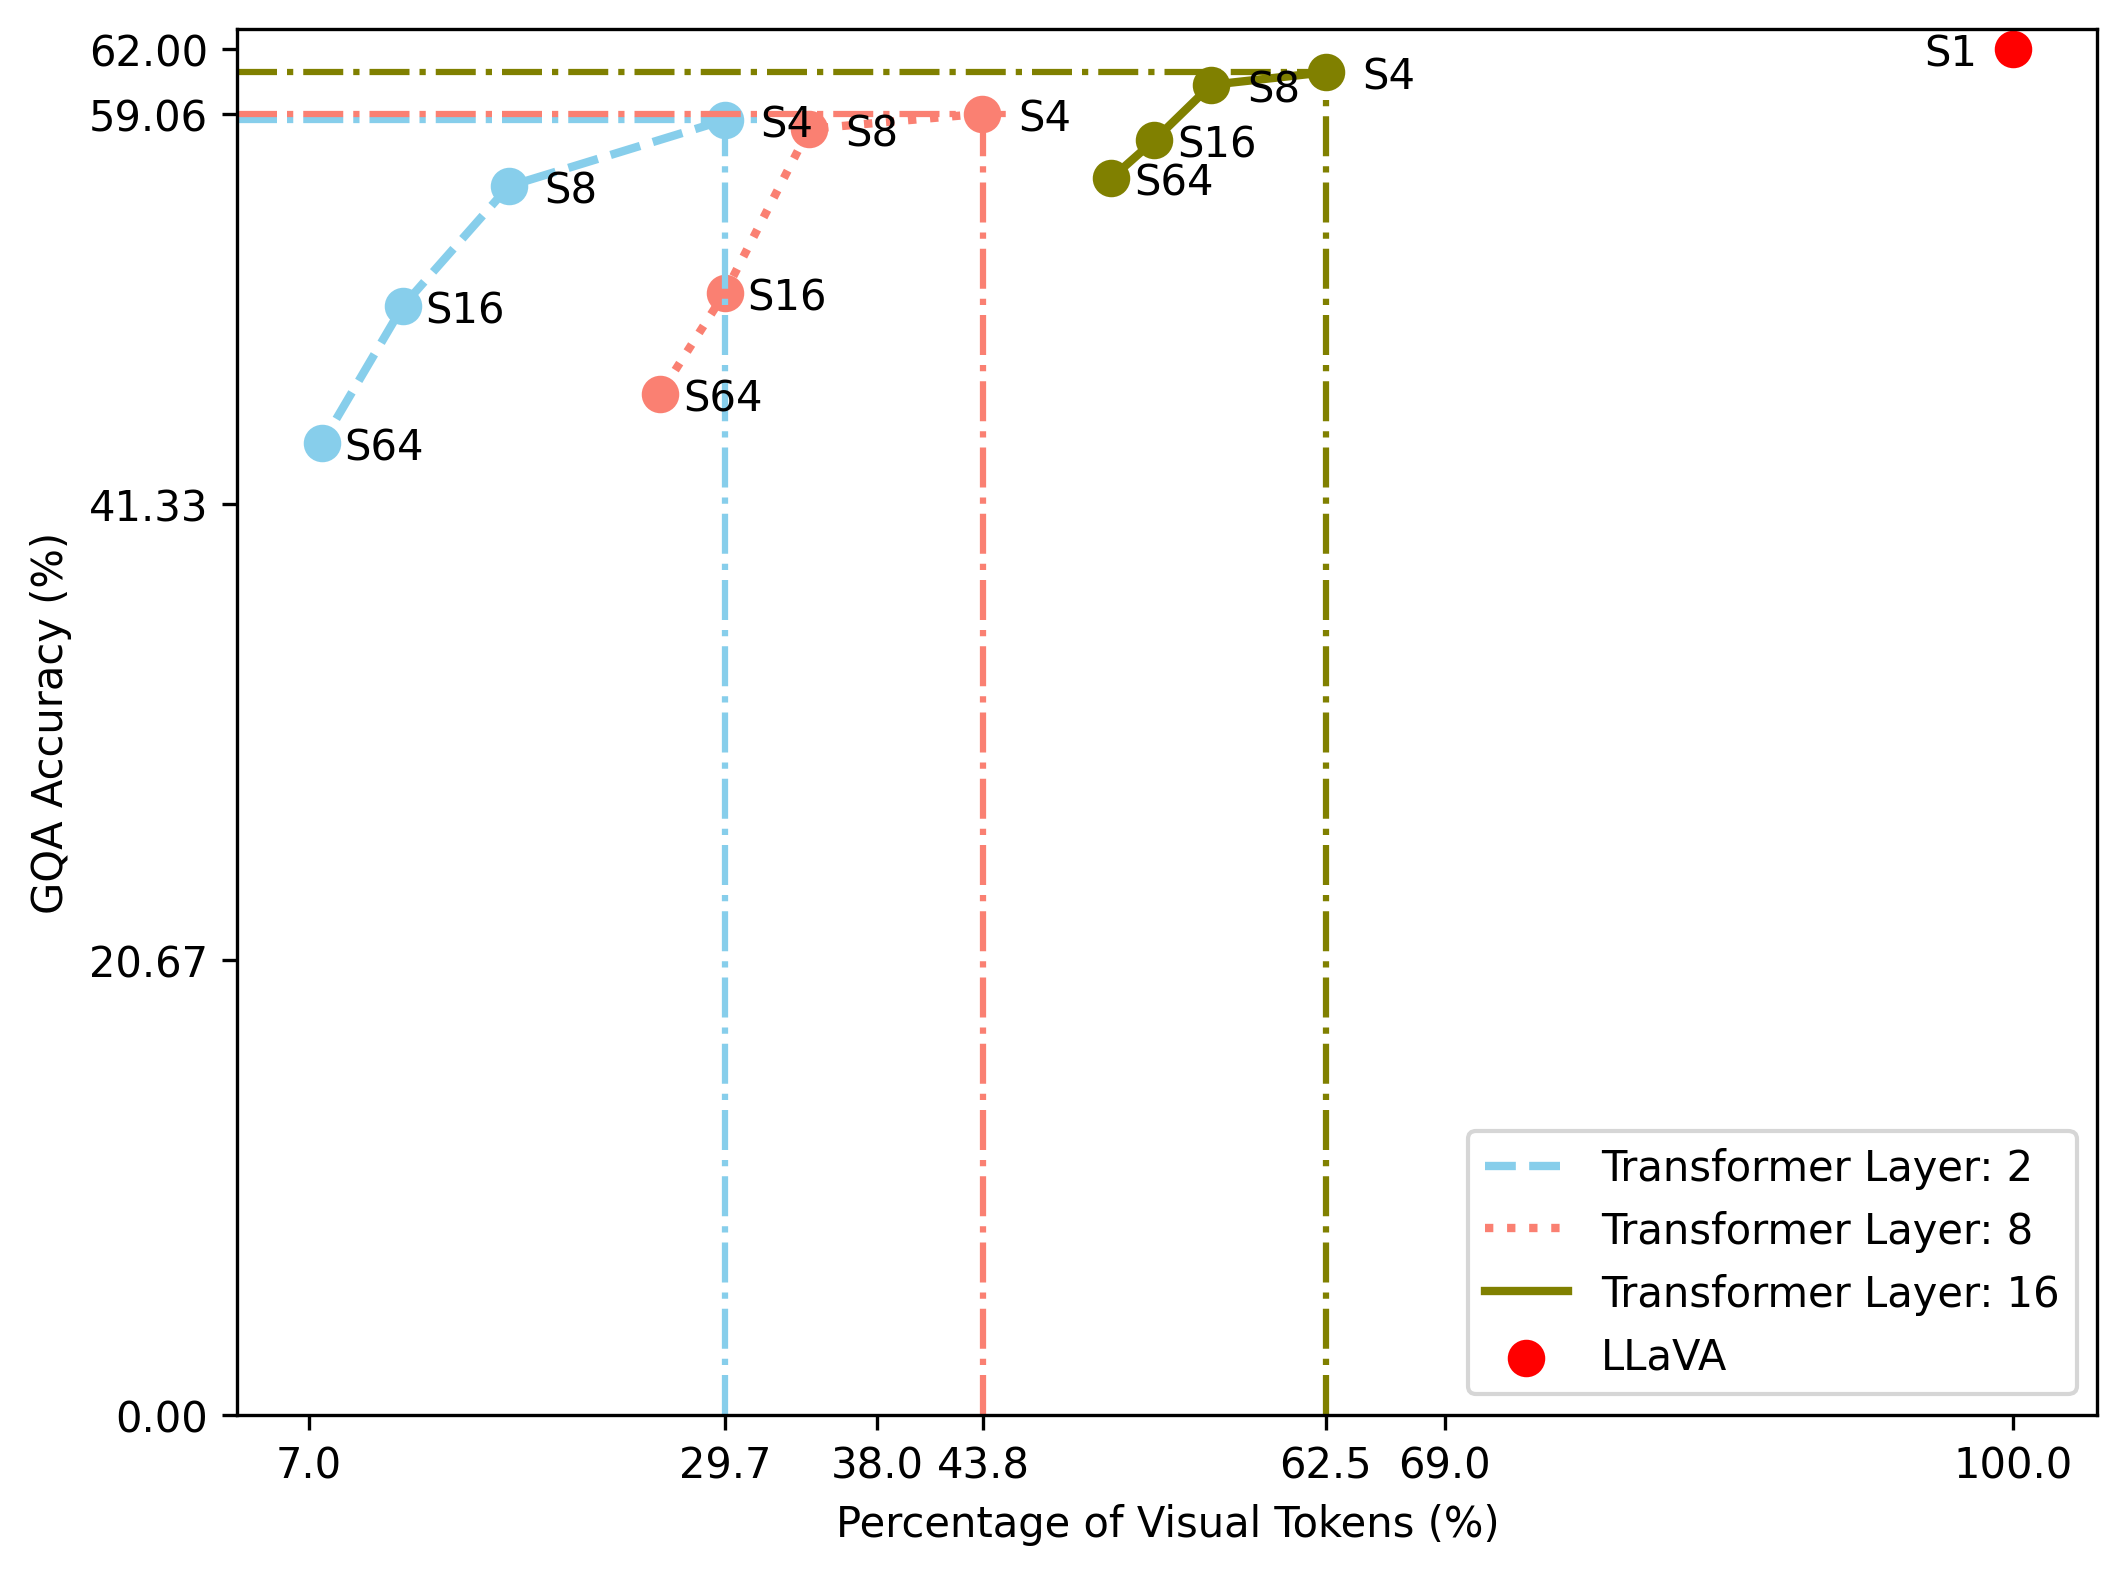 62.00
59.06
41.33
20.67
0.00
GQA Accuracy (%)
S1
S4
S8
S4
S8
S4
S16
S64
S8
S16
S16
S64
S64
Transformer Layer: 2
Transformer Layer: 8
Transformer Layer: 16
LLaVA
7.0 29.7 38.0 43.8 62.5 69.0 100.0
Percentage of Visual Tokens (%)